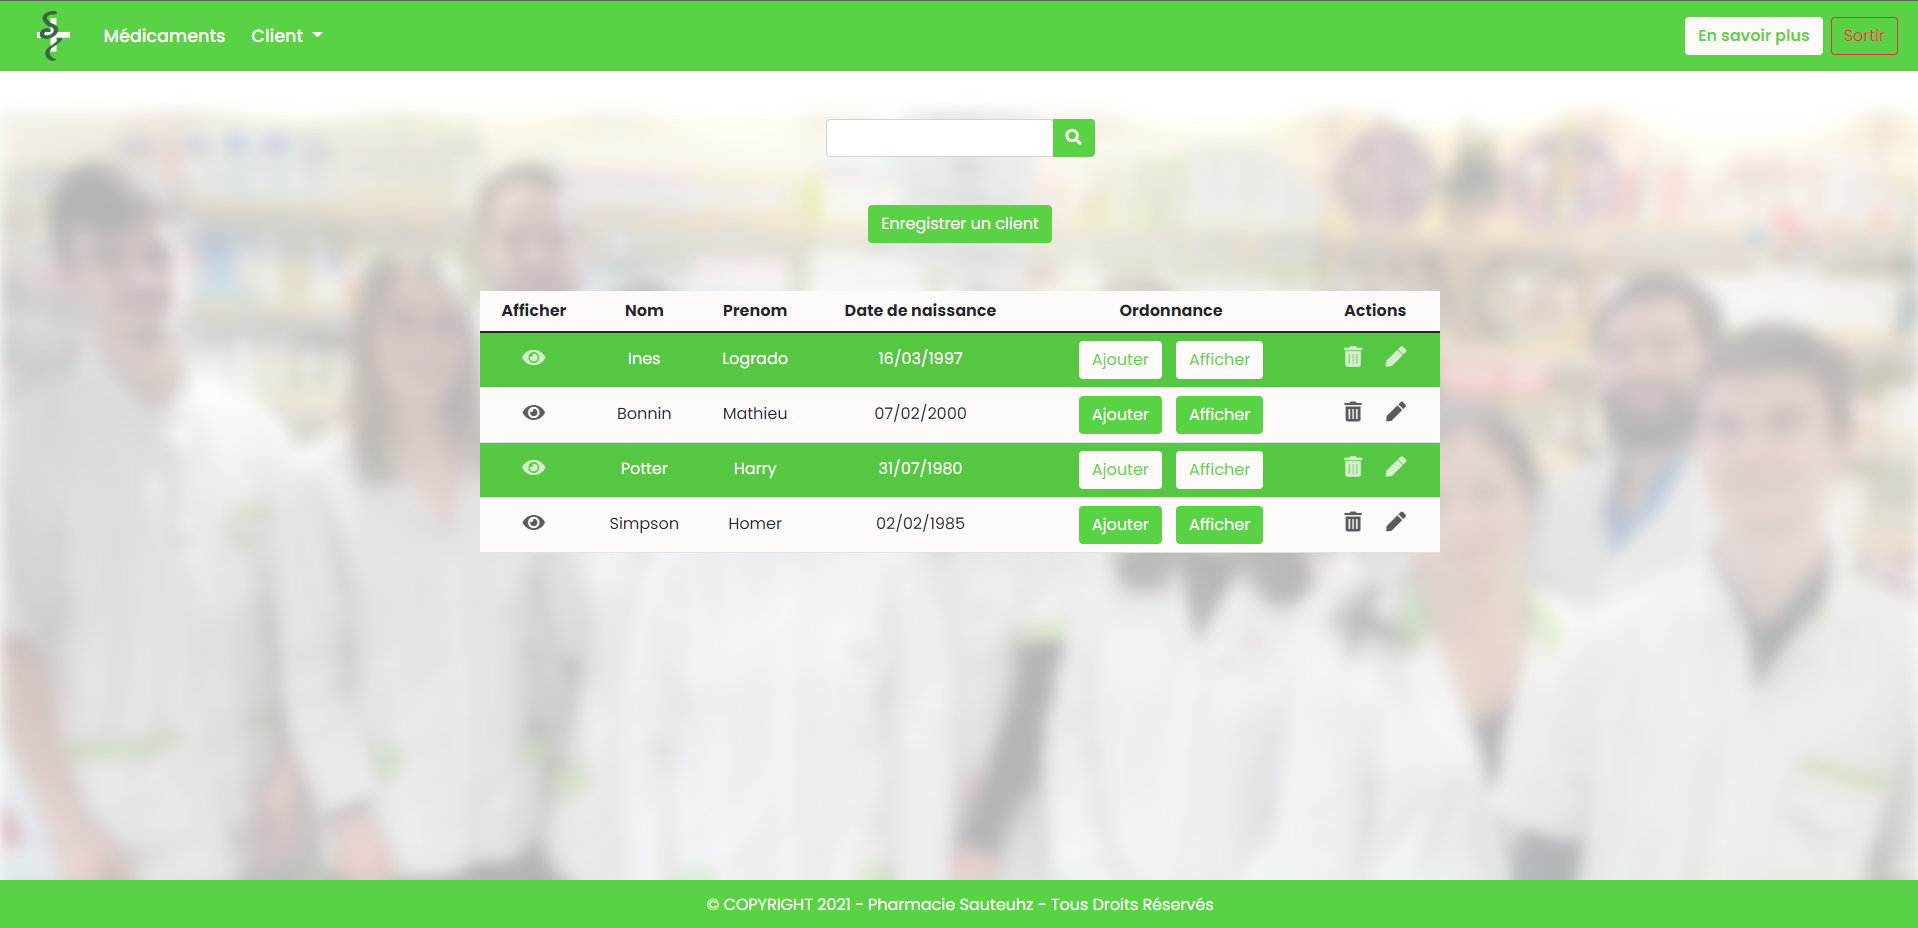 Médicaments Client En savoir plus Sortir
Enregistrer un client
Afficher Nom Prenom Date de naissance Ordonnance Actions
Ines Logrado 16/03/1997 Ajouter Afficher
Bonnin Mathieu 07/02/2000 Ajouter Afficher
Potter Harry 31/07/1980 Ajouter Afficher
Simpson Homer 02/02/1985 Ajouter Afficher
© COPYRIGHT 2021 - Pharmacie Sauteuhz - Tous Droits Réservés